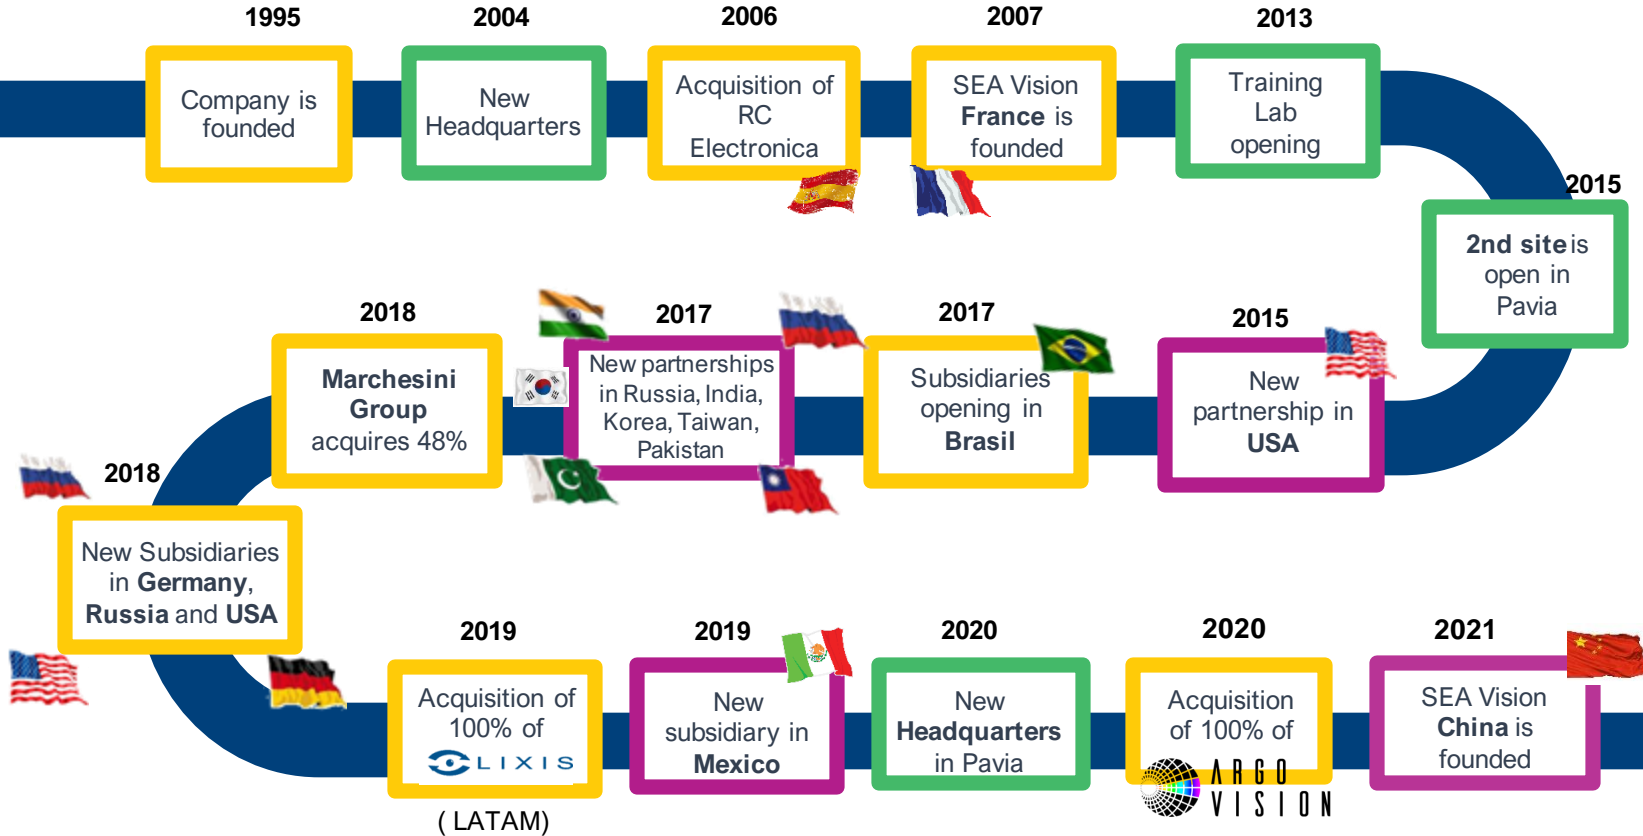 1995
Company is
founded
2004
New
Headquarters
2006
Acquisition of
RC
Electronica
2007
SEA Vision
France is
founded
2013
Training
Lab
opening
2015
2nd site is
open in
Pavia
2015
New
partnership in
USA
2017
Subsidiaries
opening in
Brasil
2017
New partnerships
in Russia, India,
Korea, Taiwan,
Pakistan
2018
Marchesini
Group
acquires 48%
2018
New Subsidiaries
in Germany,
Russia and USA
2019
Acquisition of
100% of
LIXIS
( LATAM)
2019
New
subsidiary in
Mexico
2020
New
Headquarters
in Pavia
2020
Acquisition
of 100% of
ARGO
VISION
2021
SEA Vision
China is
founded